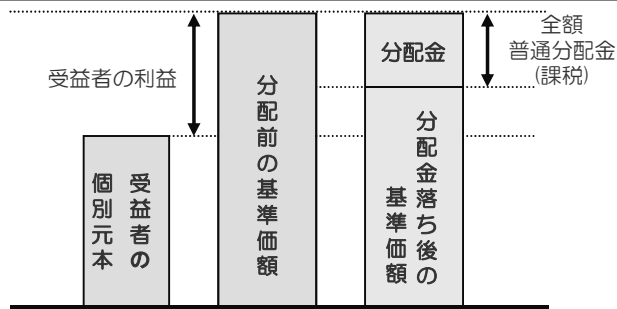 受益者の利益
受益者の
個別元本
分配前の基準価額
分配金
分配金落ち後の
基準価額
全額
普通分配金
(課税)